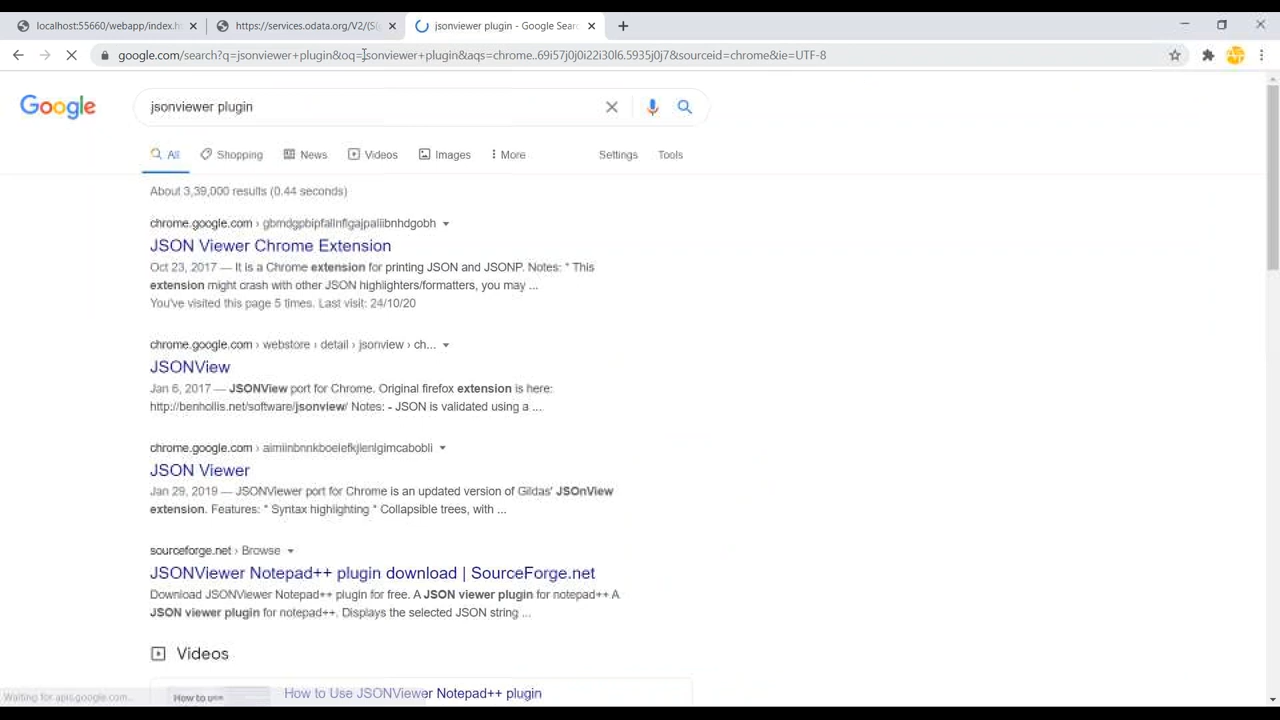 localhost:55660/webapp/index.h
https://services.odata.org/V2/(S(
jsonviewer plugin - Google Sear
google.com/search?q=jsonviewer+plugin&oq=jsonviewer+plugin&aqs=chrome..69i57j0j0i22i30l6.5935j0j7&sourceid=chrome&ie=UTF-8
Google
jsonviewer plugin
All
Shopping
News
Videos
Images
More
Settings
Tools
About 3,39,000 results (0.44 seconds)
chrome.google.com ›
JSON Viewer Chrome Extension
Oct 23, 2017 — It is a Chrome extension for printing JSON and JSONP. Notes: * This
extension might crash with other JSON highlighters/formatters, you may ...
You've visited this page 5 times. Last visit: 24/10/20
chrome.google.com › webstore › detail › jsonview › ch...
JSONView
Jan 6, 2017 — JSONView port for Chrome. Original firefox extension is here:
http://benhollis.net/software/jsonview/ Notes: - JSON is validated using a ...
chrome.google.com › aimiinbnnkboelefkjlenlgimcabobli
JSON Viewer
Jan 29, 2019 — JSONViewer port for Chrome is an updated version of Gildas' JSOnView
extension. Features: * Syntax highlighting * Collapsible trees, with ...
sourceforge.net › Browse
JSONViewer Notepad++ plugin download | SourceForge.net
Download JSONViewer Notepad++ plugin for free. A JSON viewer plugin for notepad++ A
JSON viewer plugin for notepad++. Displays the selected JSON string ...
Videos
How to Use JSONViewer Notepad++ plugin
How to use
Waiting for apis.google.com...